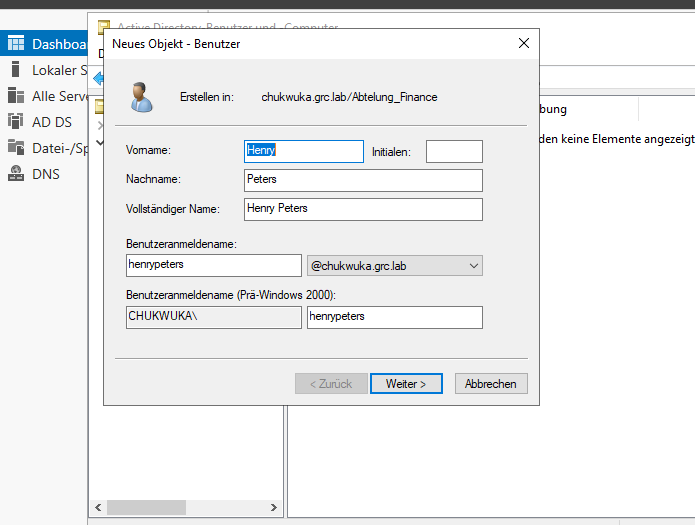 Active Directory-Benutzer und -Computer
Neues Objekt - Benutzer
Dashboa
Lokaler S
Alle Serve
AD DS
Datei-/Sp
DNS
D
bung
den keine Elemente angezeigt
Erstellen in: chukwuka.grc.lab/Abtelung_Finance
Vorname: Henry Initialen:
Nachname: Peters
Vollständiger Name: Henry Peters
Benutzeranmeldename:
henrypeters @chukwuka.grc.lab
Benutzeranmeldename (Prä-Windows 2000):
CHUKWUKA\ henrypeters
< Zurück Weiter > Abbrechen